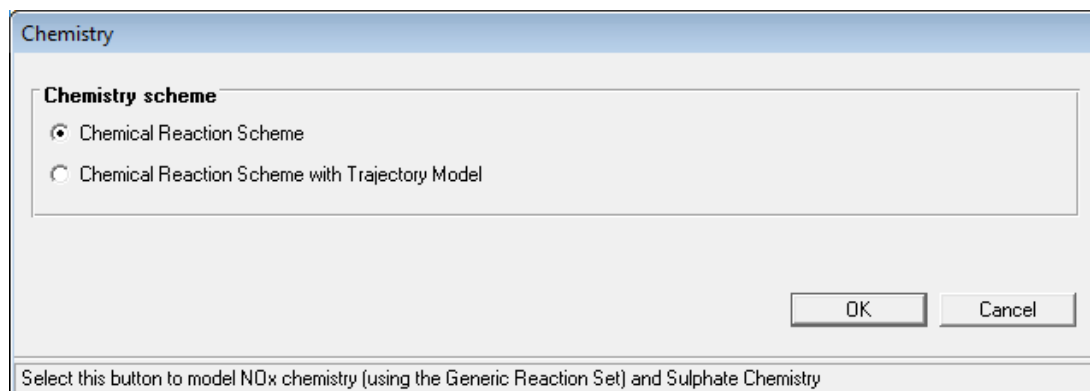 Chemistry
Chemistry scheme
Chemical Reaction Scheme
Chemical Reaction Scheme with Trajectory Model
OK Cancel
Select this button to model NOx chemistry (using the Generic Reaction Set) and Sulphate Chemistry